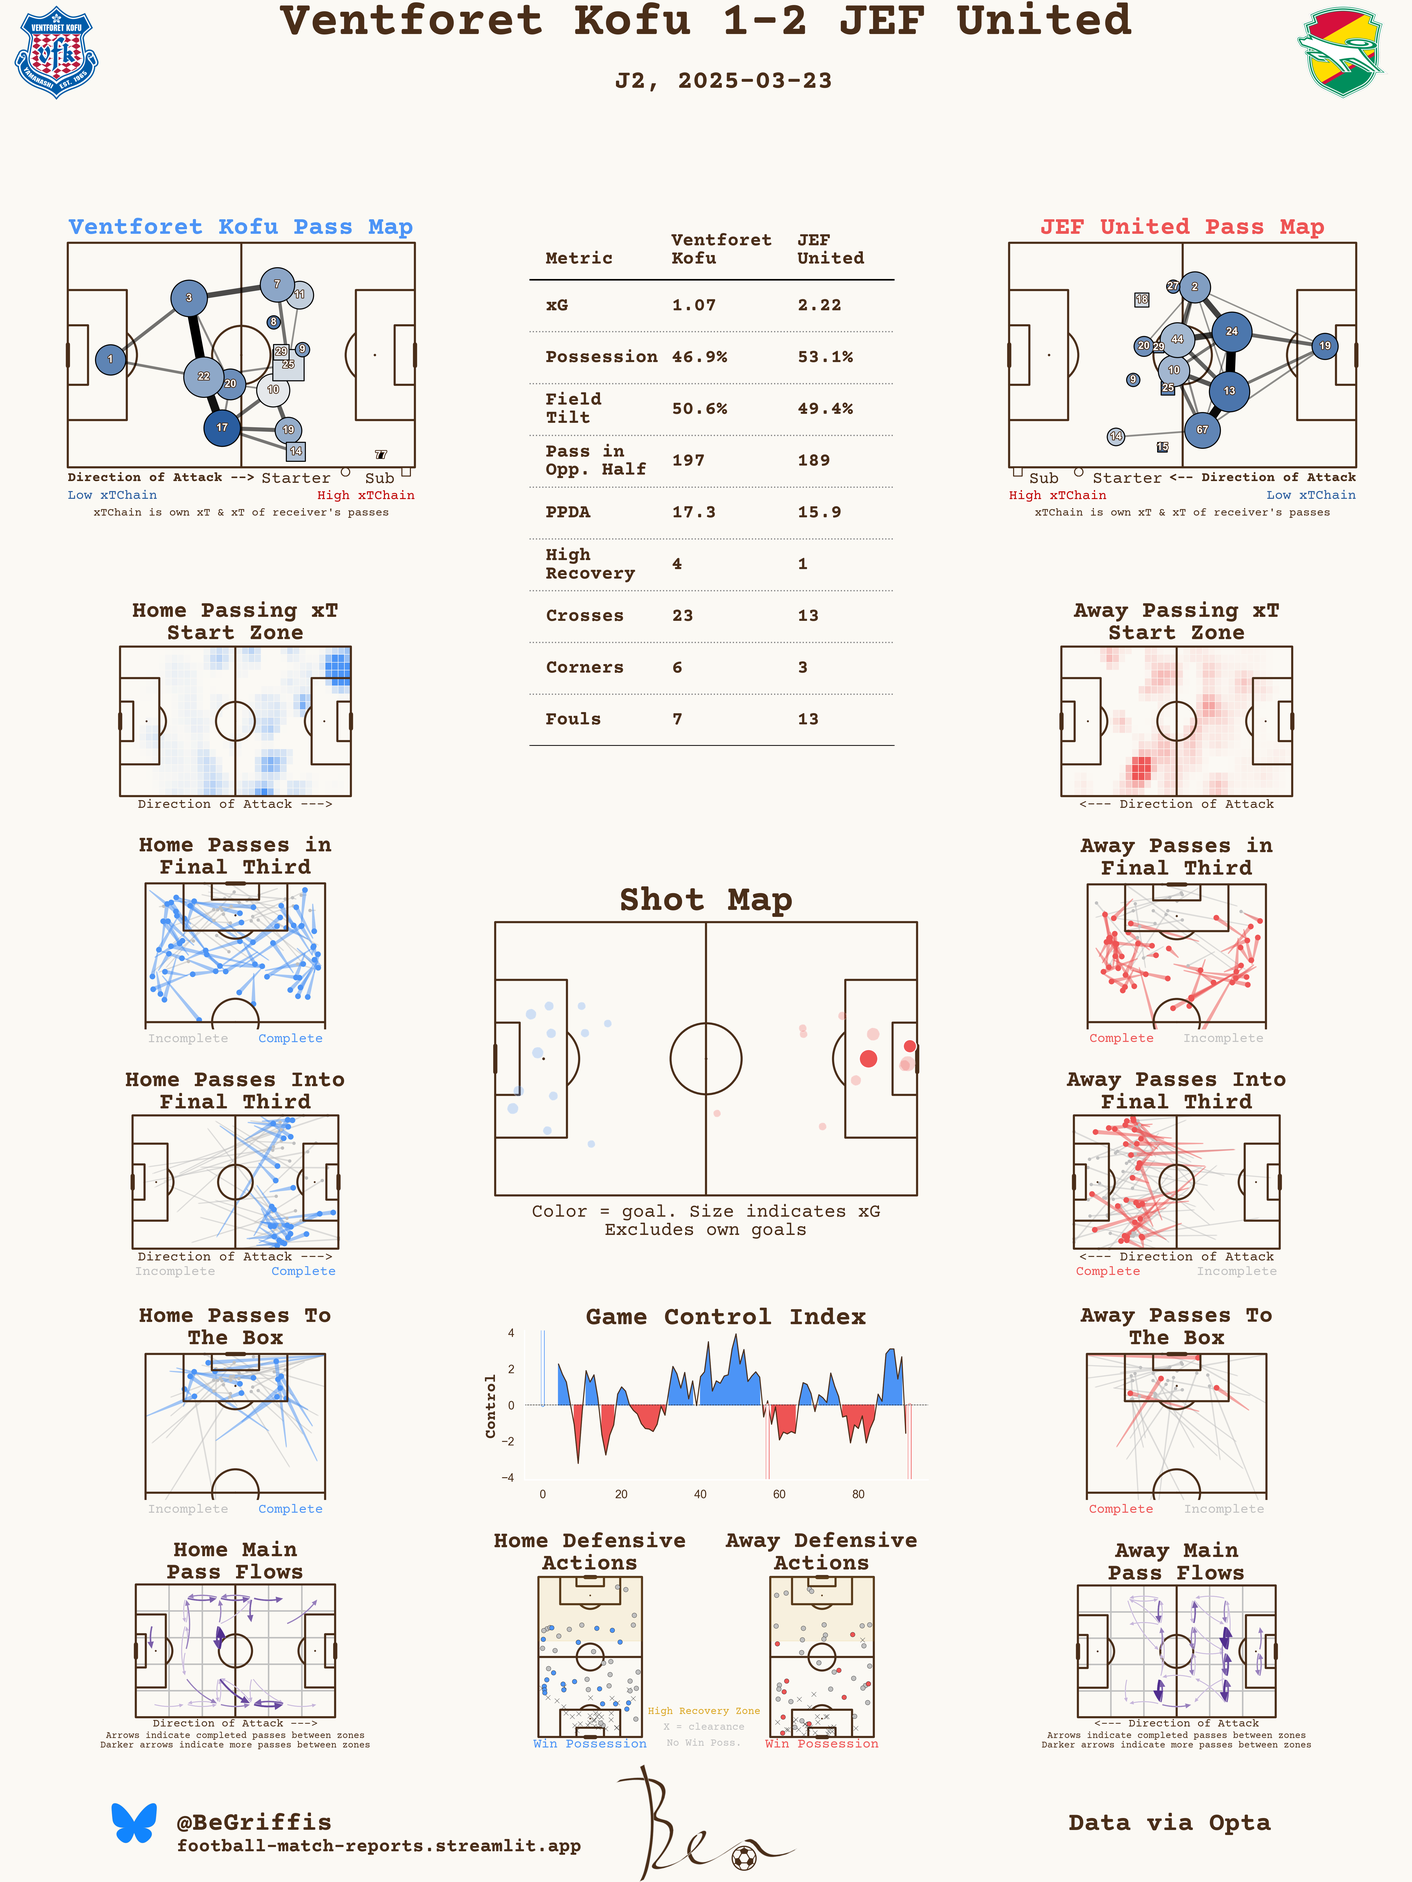 Ventforet Kofu 1-2 JEF United
J2, 2025-03-23
VENTFORET KOFU
vfk
YAMANASHI EST. 1965
Ventforet Kofu Pass Map
3
7
11
8
1
29
9
25
22
20
10
17
19
14
77
Direction of Attack --> Starter Sub
Low xTChain High xTChain
xTChain is own xT & xT of receiver's passes
Metric Ventforet Kofu JEF United
xG 1.07 2.22
Possession 46.9% 53.1%
Field Tilt 50.6% 49.4%
Pass in Opp. Half 197 189
PPDA 17.3 15.9
High Recovery 4 1
Crosses 23 13
Corners 6 3
Fouls 7 13
JEF United Pass Map
27
2
18
24
44
20
29
19
10
9
25
13
67
14
15
Sub Starter <-- Direction of Attack
High xTChain Low xTChain
xTChain is own xT & xT of receiver's passes
Home Passing xT
Start Zone
Direction of Attack --->
Away Passing xT
Start Zone
<--- Direction of Attack
Home Passes in
Final Third
Incomplete Complete
Away Passes in
Final Third
Complete Incomplete
Shot Map
Color = goal. Size indicates xG
Excludes own goals
Home Passes Into
Final Third
Direction of Attack --->
Incomplete Complete
Away Passes Into
Final Third
<--- Direction of Attack
Complete Incomplete
Home Passes To
The Box
Incomplete Complete
Game Control Index
Control
4
2
0
−2
−4
0 20 40 60 80
Away Passes To
The Box
Complete Incomplete
Home Main
Pass Flows
Direction of Attack --->
Arrows indicate completed passes between zones
Darker arrows indicate more passes between zones
Home Defensive
Actions
Win Possession
High Recovery Zone
X = clearance
No Win Poss.
Away Defensive
Actions
Win Possession
Away Main
Pass Flows
<--- Direction of Attack
Arrows indicate completed passes between zones
Darker arrows indicate more passes between zones
@BeGriffis
football-match-reports.streamlit.app
Ben
Data via Opta